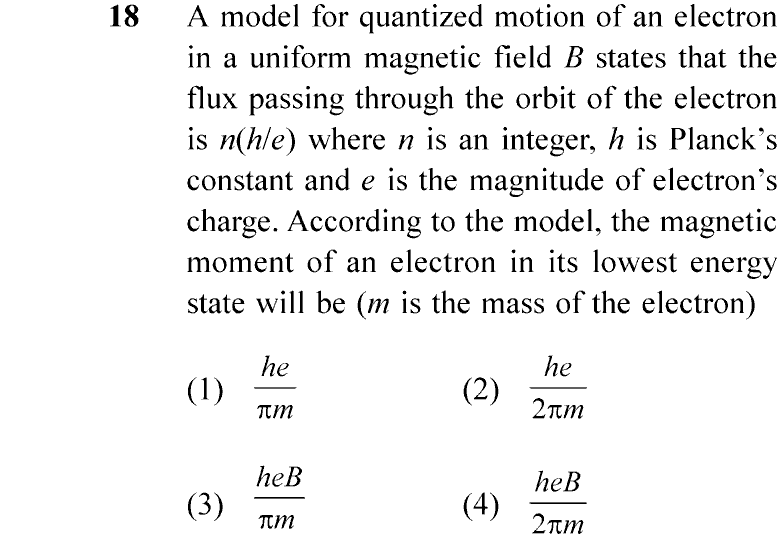 18 A model for quantized motion of an electron
in a uniform magnetic field B states that the
flux passing through the orbit of the electron
is n(h/e) where n is an integer, h is Planck's
constant and e is the magnitude of electron's
charge. According to the model, the magnetic
moment of an electron in its lowest energy
state will be (m is the mass of the electron)
(1) he/πm (2) he/2πm
(3) heB/πm (4) heB/2πm